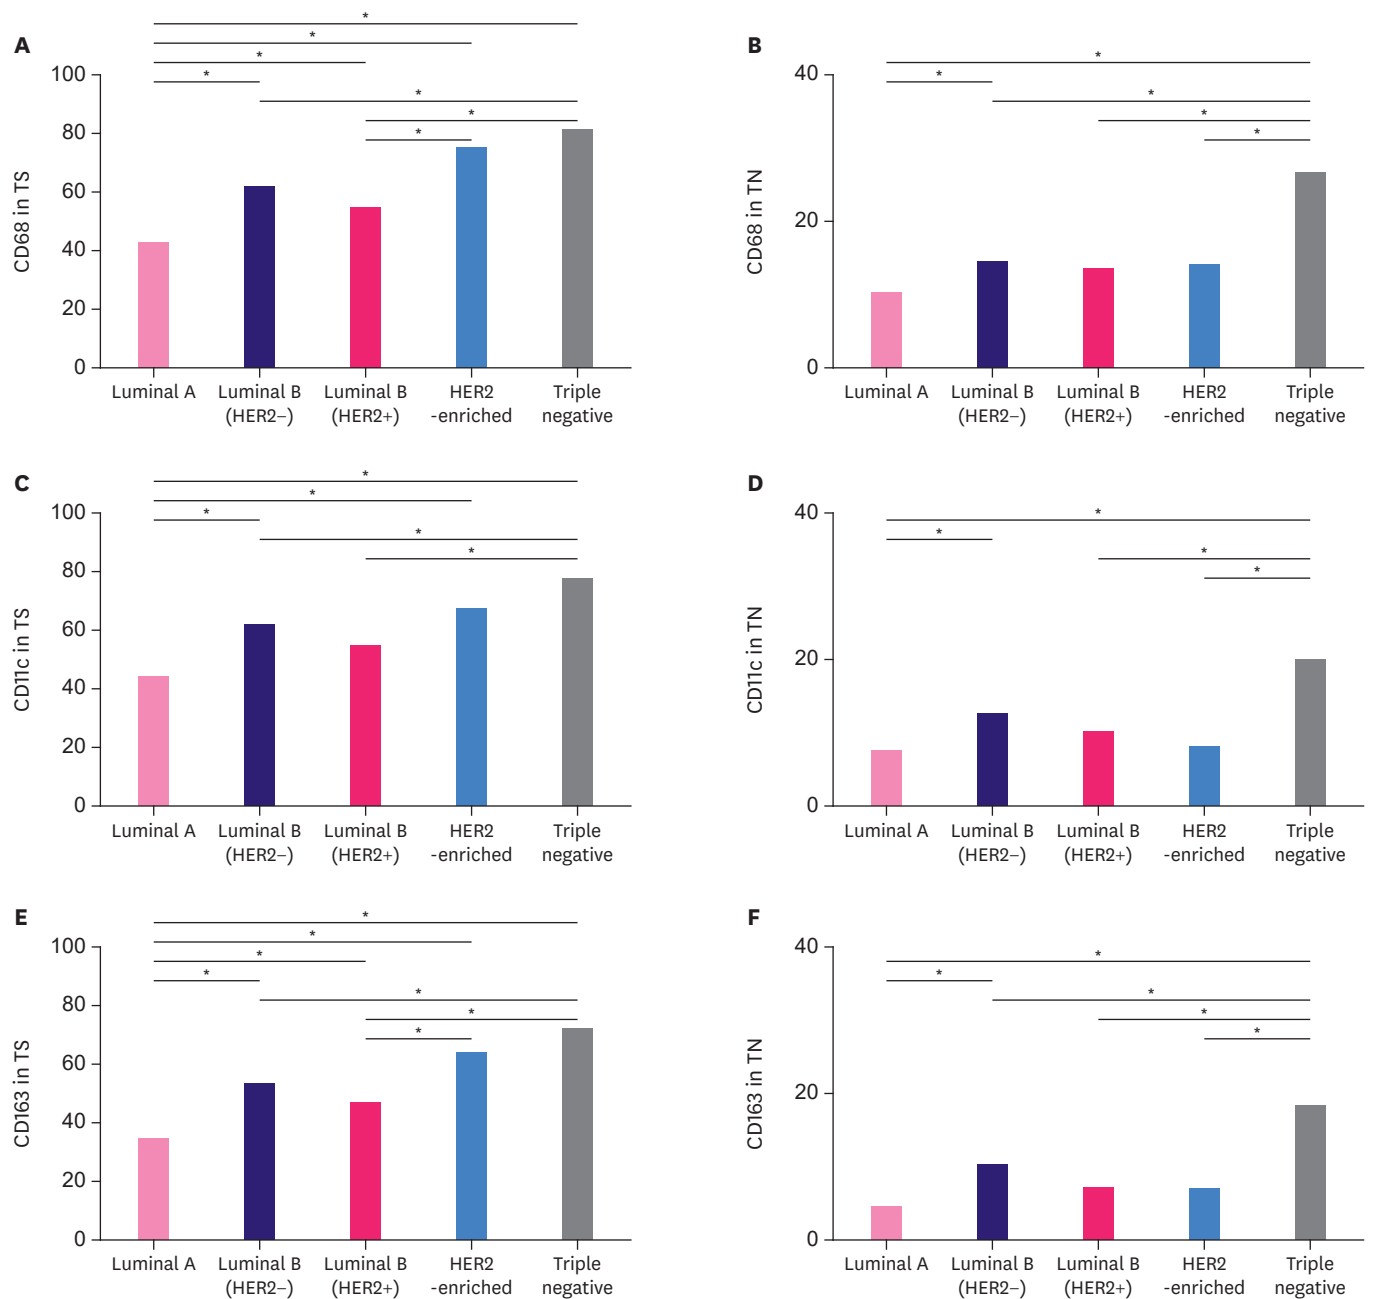 A
*
*
*
*
*
*
*
100
80
60
40
20
0
CD68 in TS
Luminal A
Luminal B
(HER2−)
Luminal B
(HER2+)
HER2
-enriched
Triple
negative
B
*
*
*
*
*
40
20
0
CD68 in TN
Luminal A
Luminal B
(HER2−)
Luminal B
(HER2+)
HER2
-enriched
Triple
negative
C
*
*
*
*
*
100
80
60
40
20
0
CD11c in TS
Luminal A
Luminal B
(HER2−)
Luminal B
(HER2+)
HER2
-enriched
Triple
negative
D
*
*
*
*
40
20
0
CD11c in TN
Luminal A
Luminal B
(HER2−)
Luminal B
(HER2+)
HER2
-enriched
Triple
negative
E
*
*
*
*
*
*
*
100
80
60
40
20
0
CD163 in TS
Luminal A
Luminal B
(HER2−)
Luminal B
(HER2+)
HER2
-enriched
Triple
negative
F
*
*
*
*
*
40
20
0
CD163 in TN
Luminal A
Luminal B
(HER2−)
Luminal B
(HER2+)
HER2
-enriched
Triple
negative